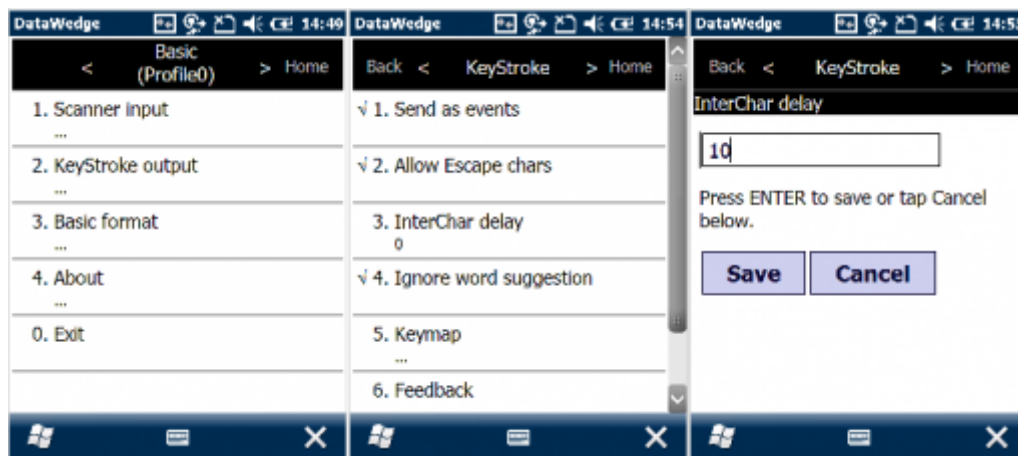 DataWedge 14:49
Basic
< (Profile0) > Home
1. Scanner input
...
2. KeyStroke output
...
3. Basic format
...
4. About
...
0. Exit
DataWedge 14:54
Back < KeyStroke > Home
√ 1. Send as events
√ 2. Allow Escape chars
3. InterChar delay
0
√ 4. Ignore word suggestion
5. Keymap
...
6. Feedback
DataWedge
Back < KeyStroke > Home
InterChar delay
10
Press ENTER to save or tap Cancel
below.
Save Cancel